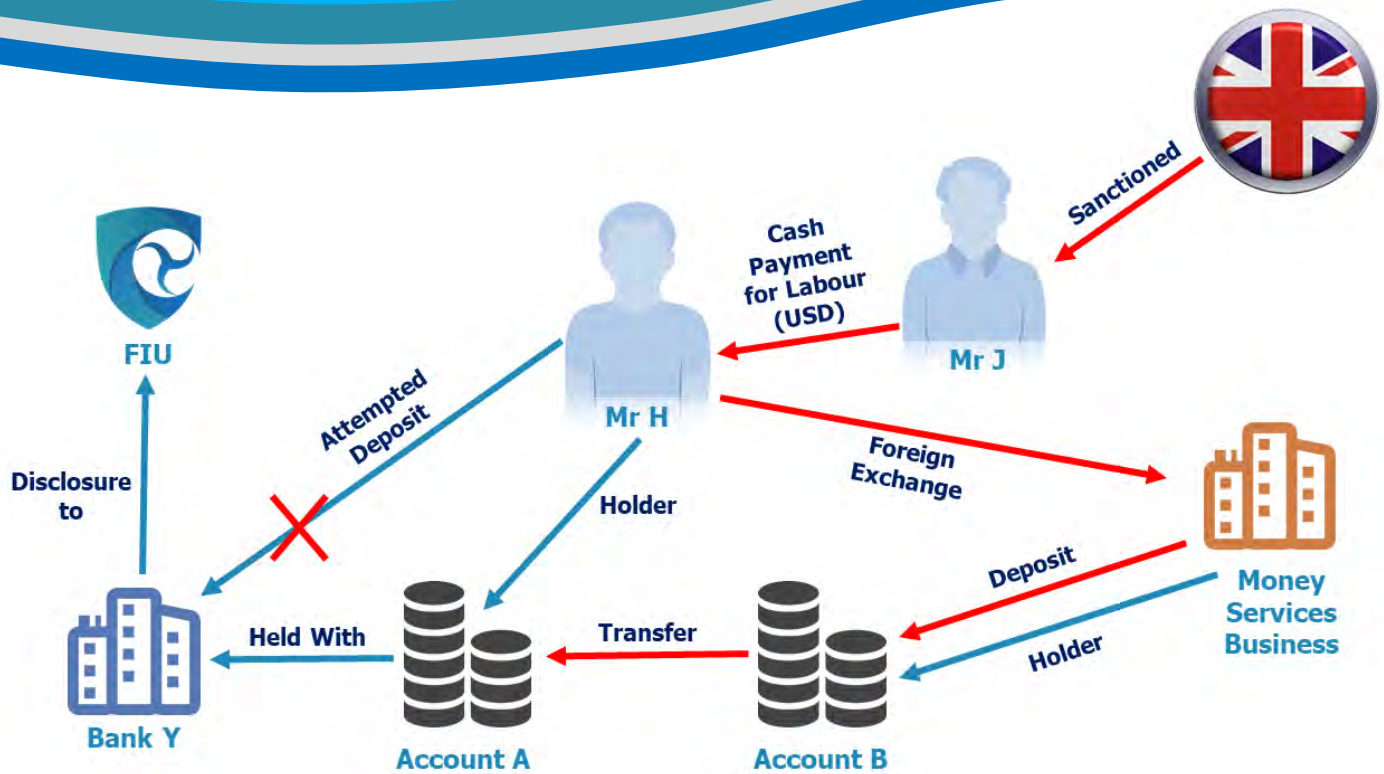 Sanctioned
Cash
Payment
for Labour
(USD)
Mr J
FIU
Mr H
Attempted
Deposit
Foreign
Exchange
Disclosure
to
Holder
Deposit
Money
Services
Business
Held With
Transfer
Holder
Bank Y
Account A
Account B